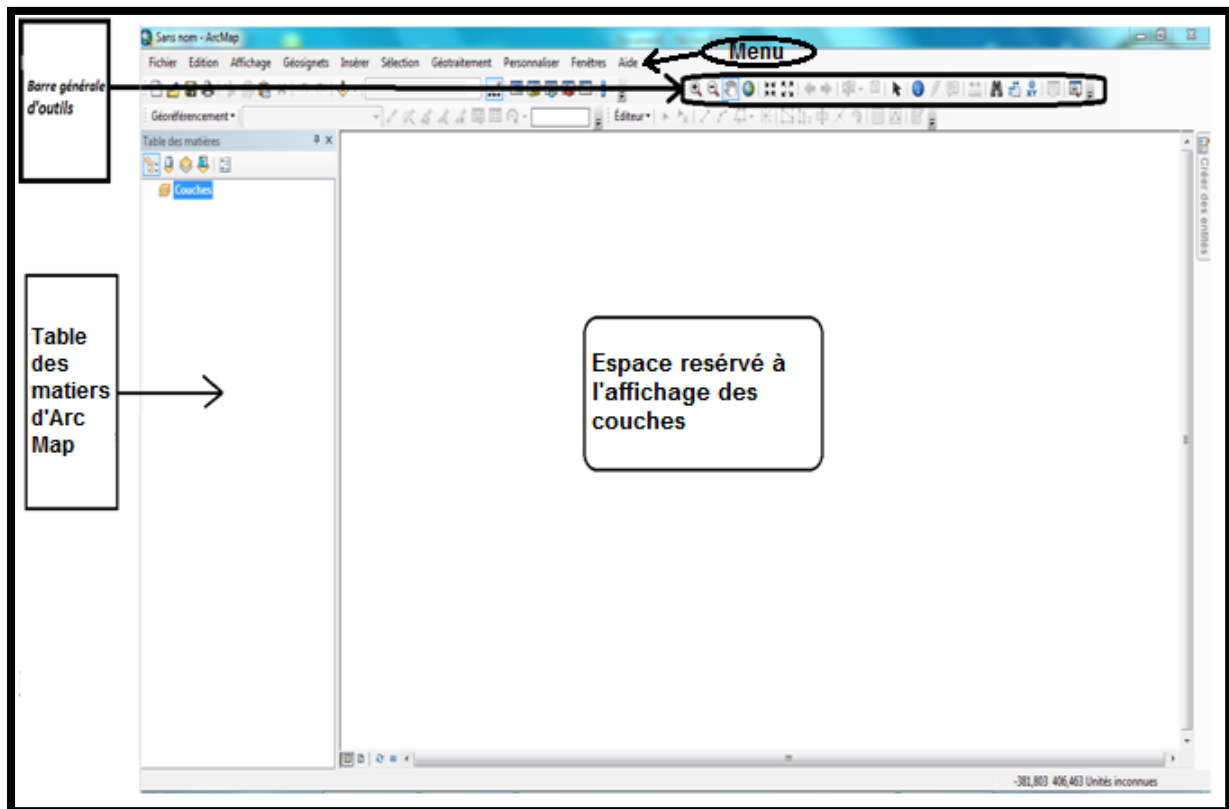 Sans nom - ArcMap
Menu
Fichier Edition Affichage Géosignets Insérer Sélection Géotraitement Personnaliser Fenêtres Aide
Barre générale
d'outils
Géoréférencement
Éditeur
Table des matières
Couches
Créer des entités
Table
des
matiers
d'Arc
Map
Espace resérvé à
l'affichage des
couches
-381,803 406,463 Unités inconnues